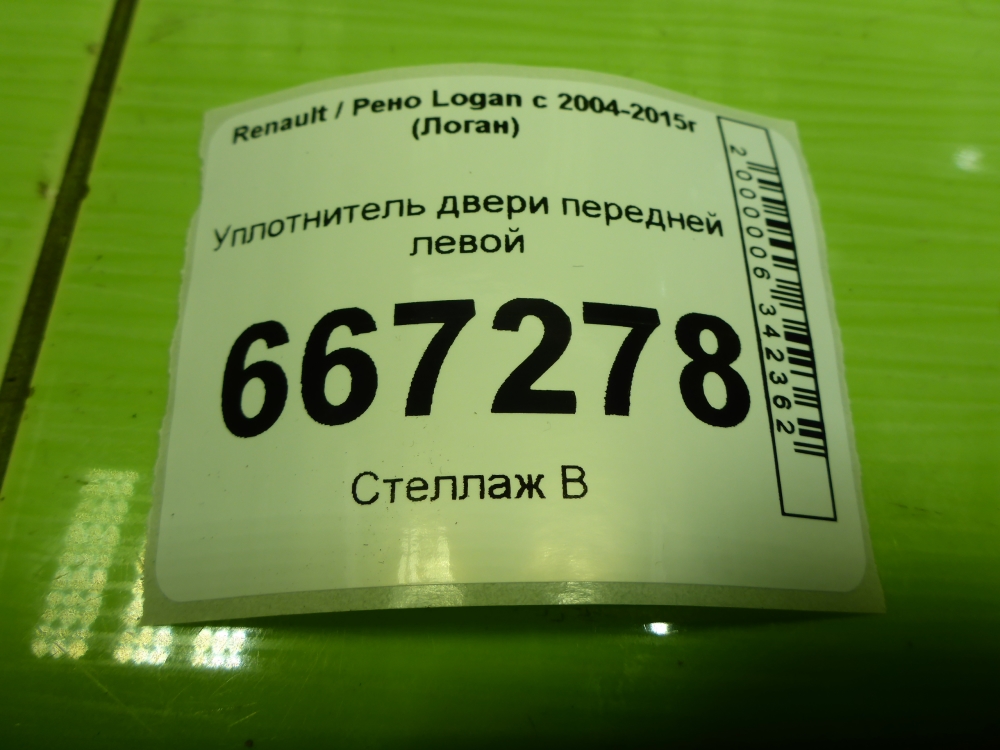 Renault / Рено Logan с 2004-2015г
(Логан)
Уплотнитель двери передней
левой
667278
Стеллаж В
2000006342362